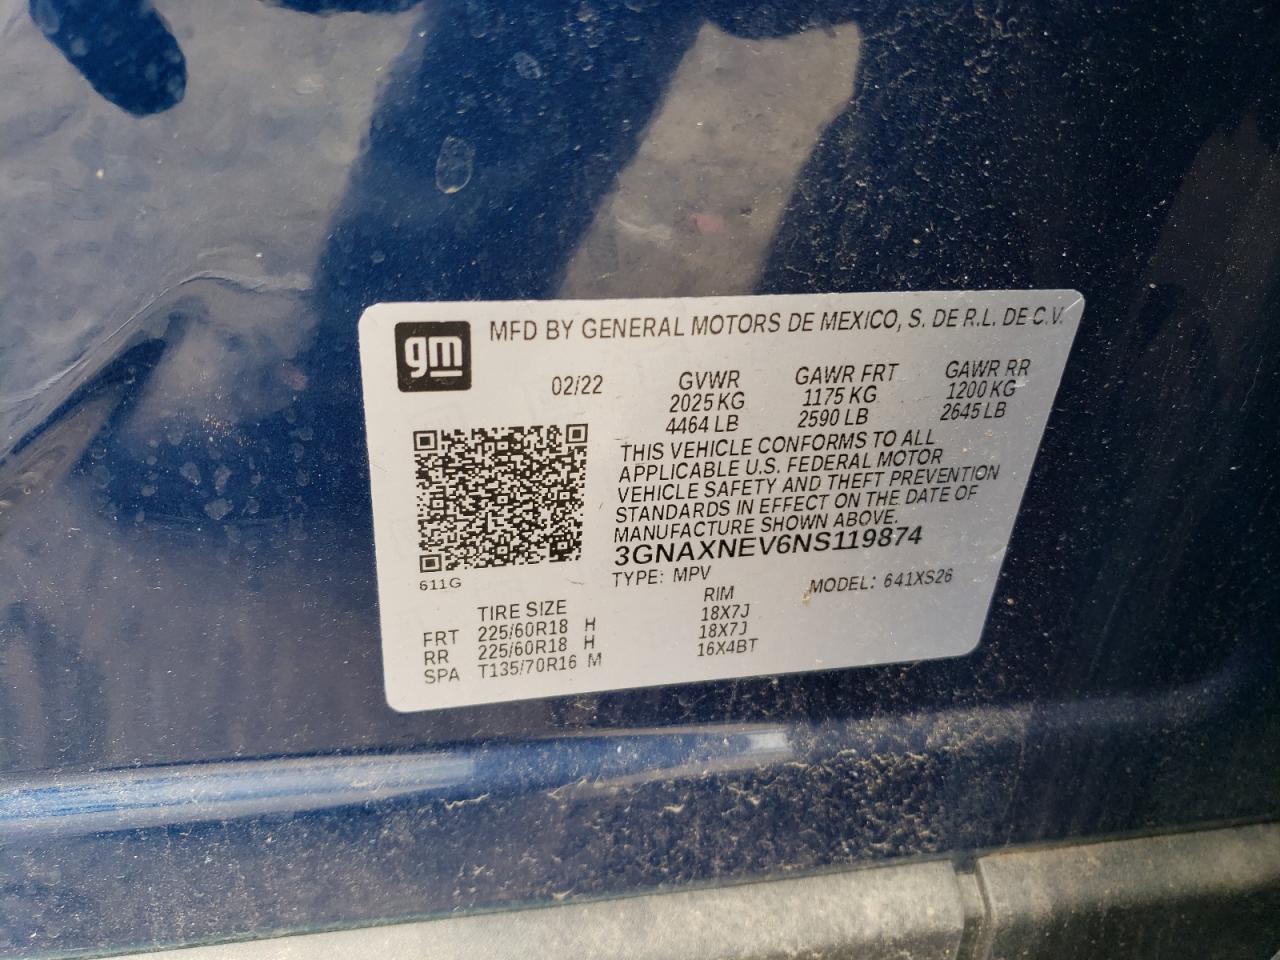 gm
MFD BY GENERAL MOTORS DE MEXICO, S. DE R.L. DE C.V.
02/22
GVWR
2025 KG
4464 LB
GAWR FRT
1175 KG
2590 LB
GAWR RR
1200 KG
2645 LB
THIS VEHICLE CONFORMS TO ALL
APPLICABLE U.S. FEDERAL MOTOR
VEHICLE SAFETY AND THEFT PREVENTION
STANDARDS IN EFFECT ON THE DATE OF
MANUFACTURE SHOWN ABOVE.
3GNAXNEV6NS119874
TYPE: MPV MODEL: 641XS26
611G
TIRE SIZE RIM
FRT 225/60R18 H 18X7J
RR 225/60R18 H 18X7J
SPA T135/70R16 M 16X4BT